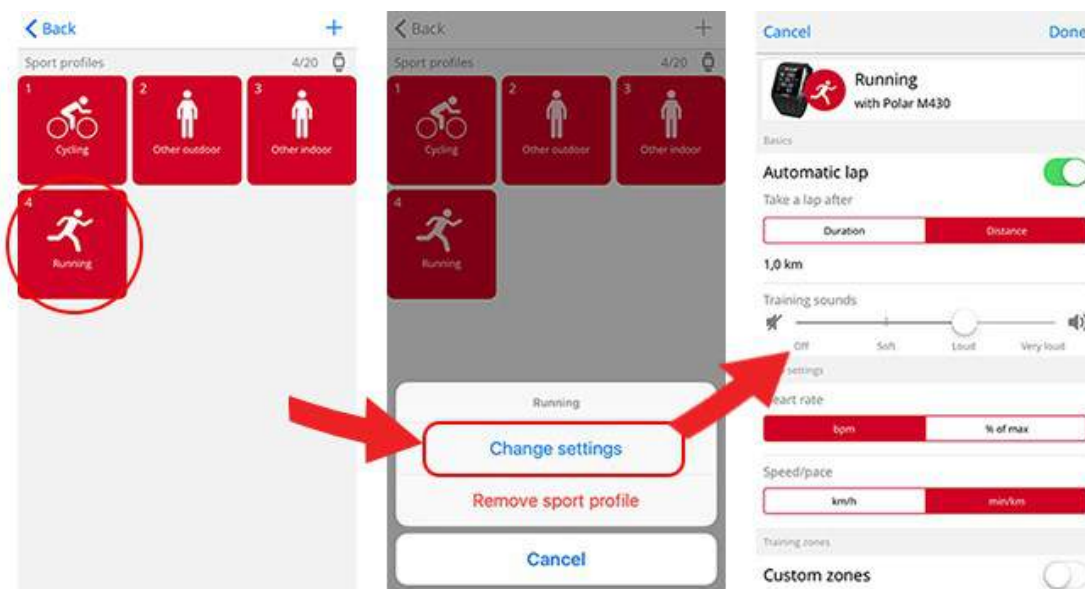 Back
Sport profiles 4/20
1 2 3
Cycling Other outdoor Other indoor
4
Running
Back
Sport profiles 4/20
1 2 3
Cycling Other outdoor Other indoor
4
Running
Running
Change settings
Remove sport profile
Cancel
Cancel Done
Running
with Polar M430
Basics
Automatic lap
Take a lap after
Duration Distance
1,0 km
Training sounds
Off Soft Loud Very loud
settings
eart rate
bpm % of max
Speed/pace
km/h min/km
Training zones
Custom zones